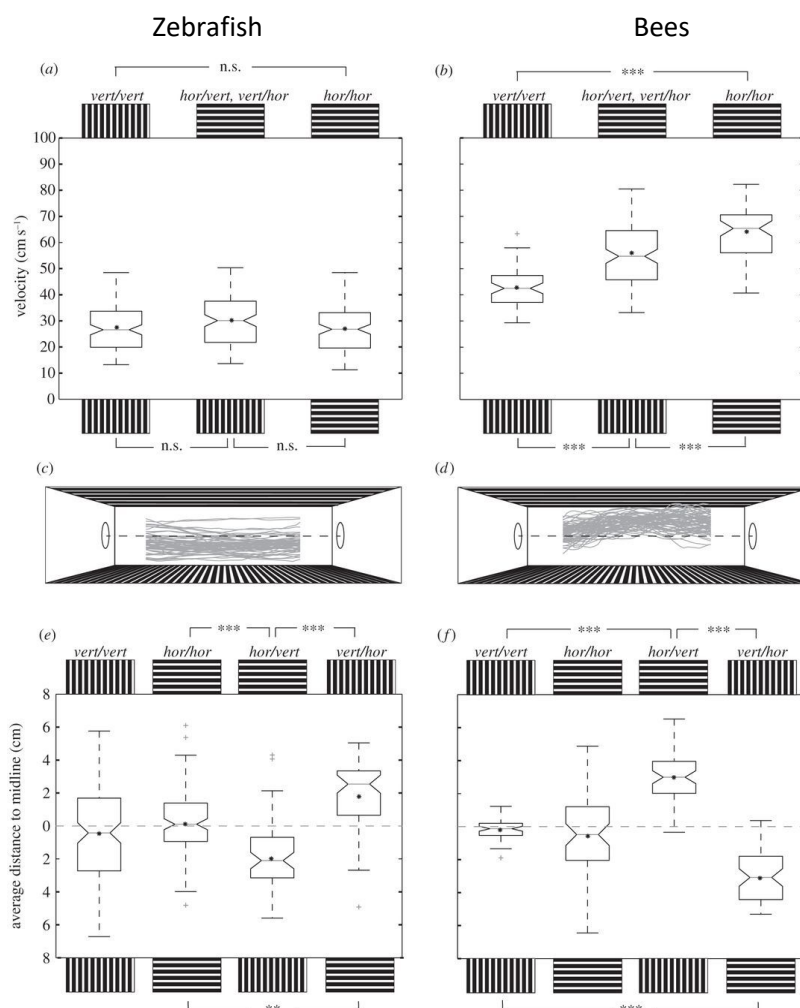 Zebrafish Bees
(a) n.s. (b) ***
vert/vert hor/vert, vert/hor hor/hor vert/vert hor/vert, vert/hor hor/hor
100
90
80
70
60
50
40
30
20
10
0
velocity (cm s⁻¹)
n.s. n.s. *** ***
(c) (d)
(e) *** *** (f) *** ***
vert/vert hor/hor hor/vert vert/hor vert/vert hor/hor hor/vert vert/hor
8
6
4
2
0
2
4
6
8
average distance to midline (cm)
** ***